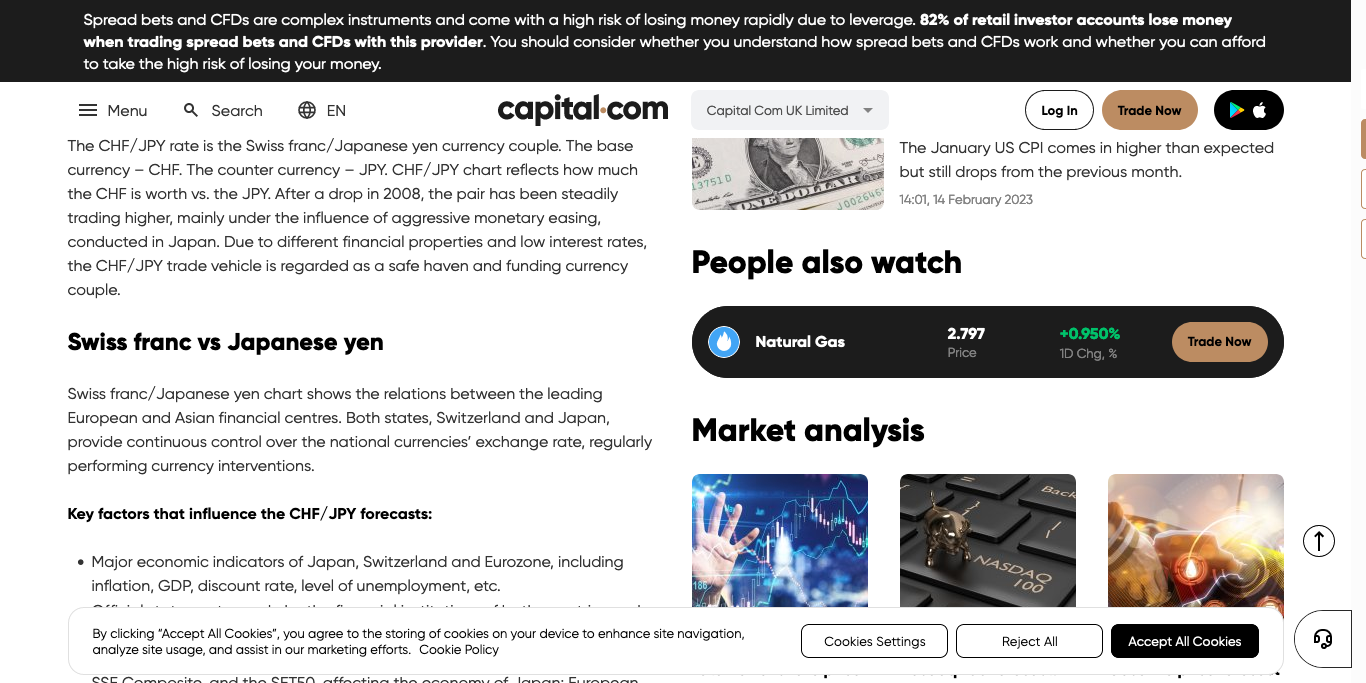 Spread bets and CFDs are complex instruments and come with a high risk of losing money rapidly due to leverage. 82% of retail investor accounts lose money
when trading spread bets and CFDs with this provider. You should consider whether you understand how spread bets and CFDs work and whether you can afford
to take the high risk of losing your money.
Menu
Search
EN
capital.com
Capital Com UK Limited
Log In
Trade Now
The CHF/JPY rate is the Swiss franc/Japanese yen currency couple. The base
currency – CHF. The counter currency – JPY. CHF/JPY chart reflects how much
the CHF is worth vs. the JPY. After a drop in 2008, the pair has been steadily
trading higher, mainly under the influence of aggressive monetary easing,
conducted in Japan. Due to different financial properties and low interest rates,
the CHF/JPY trade vehicle is regarded as a safe haven and funding currency
couple.
Swiss franc vs Japanese yen
Swiss franc/Japanese yen chart shows the relations between the leading
European and Asian financial centres. Both states, Switzerland and Japan,
provide continuous control over the national currencies’ exchange rate, regularly
performing currency interventions.
Key factors that influence the CHF/JPY forecasts:
Major economic indicators of Japan, Switzerland and Eurozone, including
inflation, GDP, discount rate, level of unemployment, etc.
SSE Composite, and the SET50, affecting the economy of Japan; European
13751 D
ONE DOLLAR
The January US CPI comes in higher than expected
but still drops from the previous month.
14:01, 14 February 2023
People also watch
Natural Gas
2.797
Price
+0.950%
1D Chg, %
Trade Now
Market analysis
186
Back
NASDAQ
100
By clicking “Accept All Cookies”, you agree to the storing of cookies on your device to enhance site navigation,
analyze site usage, and assist in our marketing efforts. Cookie Policy
Cookies Settings
Reject All
Accept All Cookies